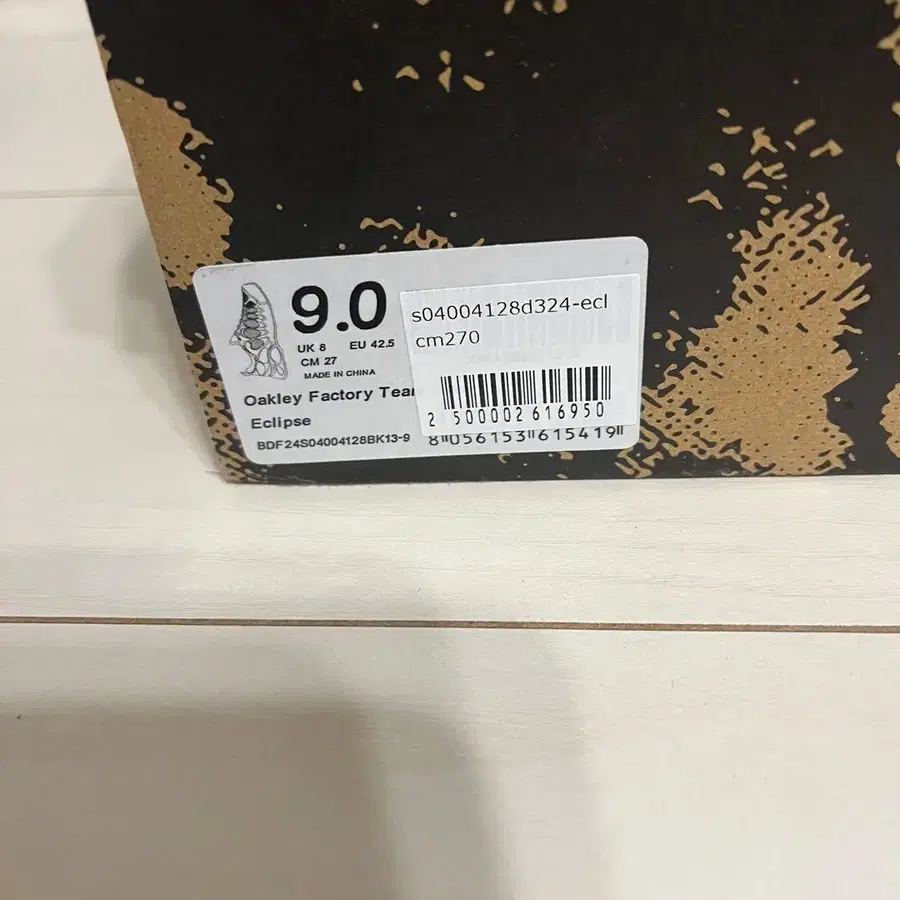 9.0
UK 8 EU 42.5
CM 27
MADE IN CHINA
Oakley Factory
Eclipse
BDF24S04004128BK13-9
s04004128d324-ecl
cm270
2 500002 616950
8 056153 615419